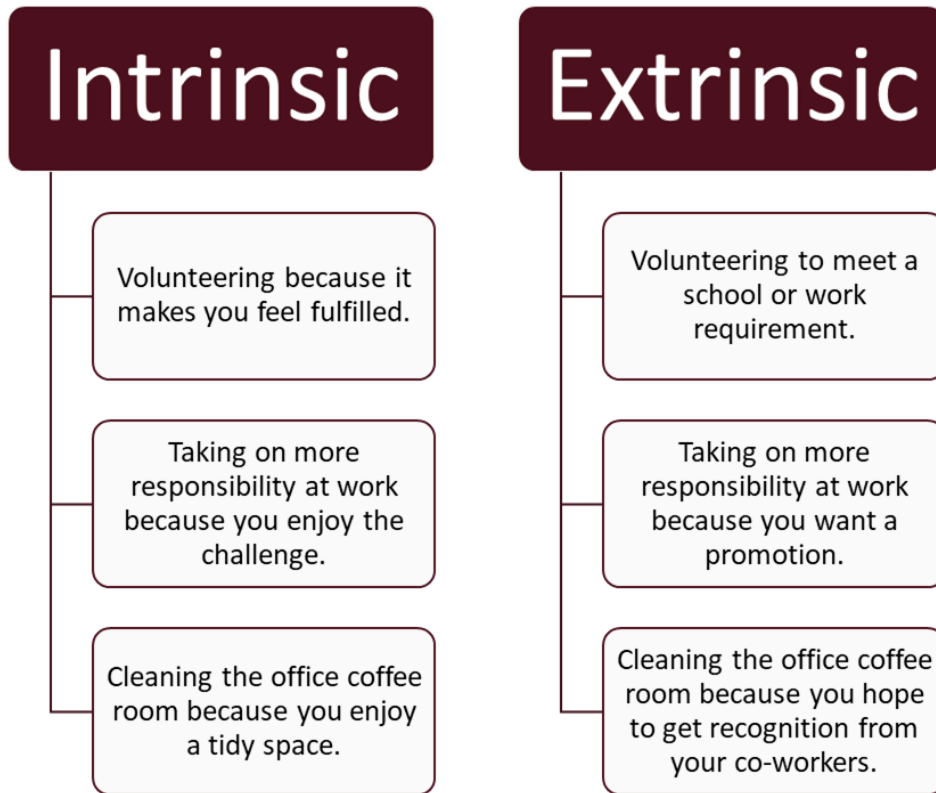 Intrinsic
Volunteering because it
makes you feel fulfilled.
Taking on more
responsibility at work
because you enjoy the
challenge.
Cleaning the office coffee
room because you enjoy
a tidy space.
Extrinsic
Volunteering to meet a
school or work
requirement.
Taking on more
responsibility at work
because you want a
promotion.
Cleaning the office coffee
room because you hope
to get recognition from
your co-workers.